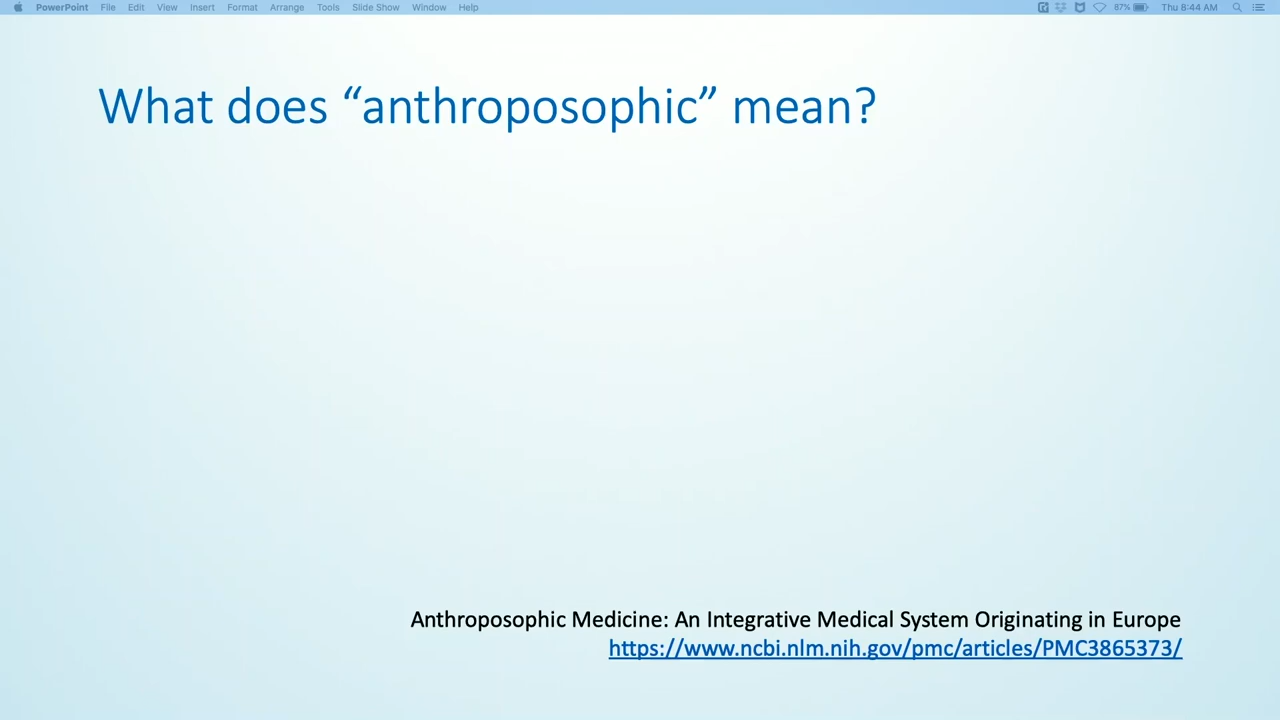 PowerPoint File Edit View Insert Format Arrange Tools Slide Show Window Help 87% Thu 8:44 AM
What does “anthroposophic” mean?
Anthroposophic Medicine: An Integrative Medical System Originating in Europe
https://www.ncbi.nlm.nih.gov/pmc/articles/PMC3865373/